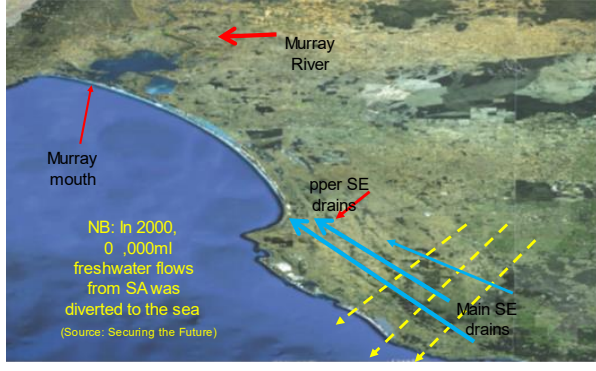 Murray
River
Murray
mouth
pper SE
drains
NB: In 2000,
0 ,000ml
freshwater flows
from SA was
diverted to the sea
(Source: Securing the Future)
Main SE
drains